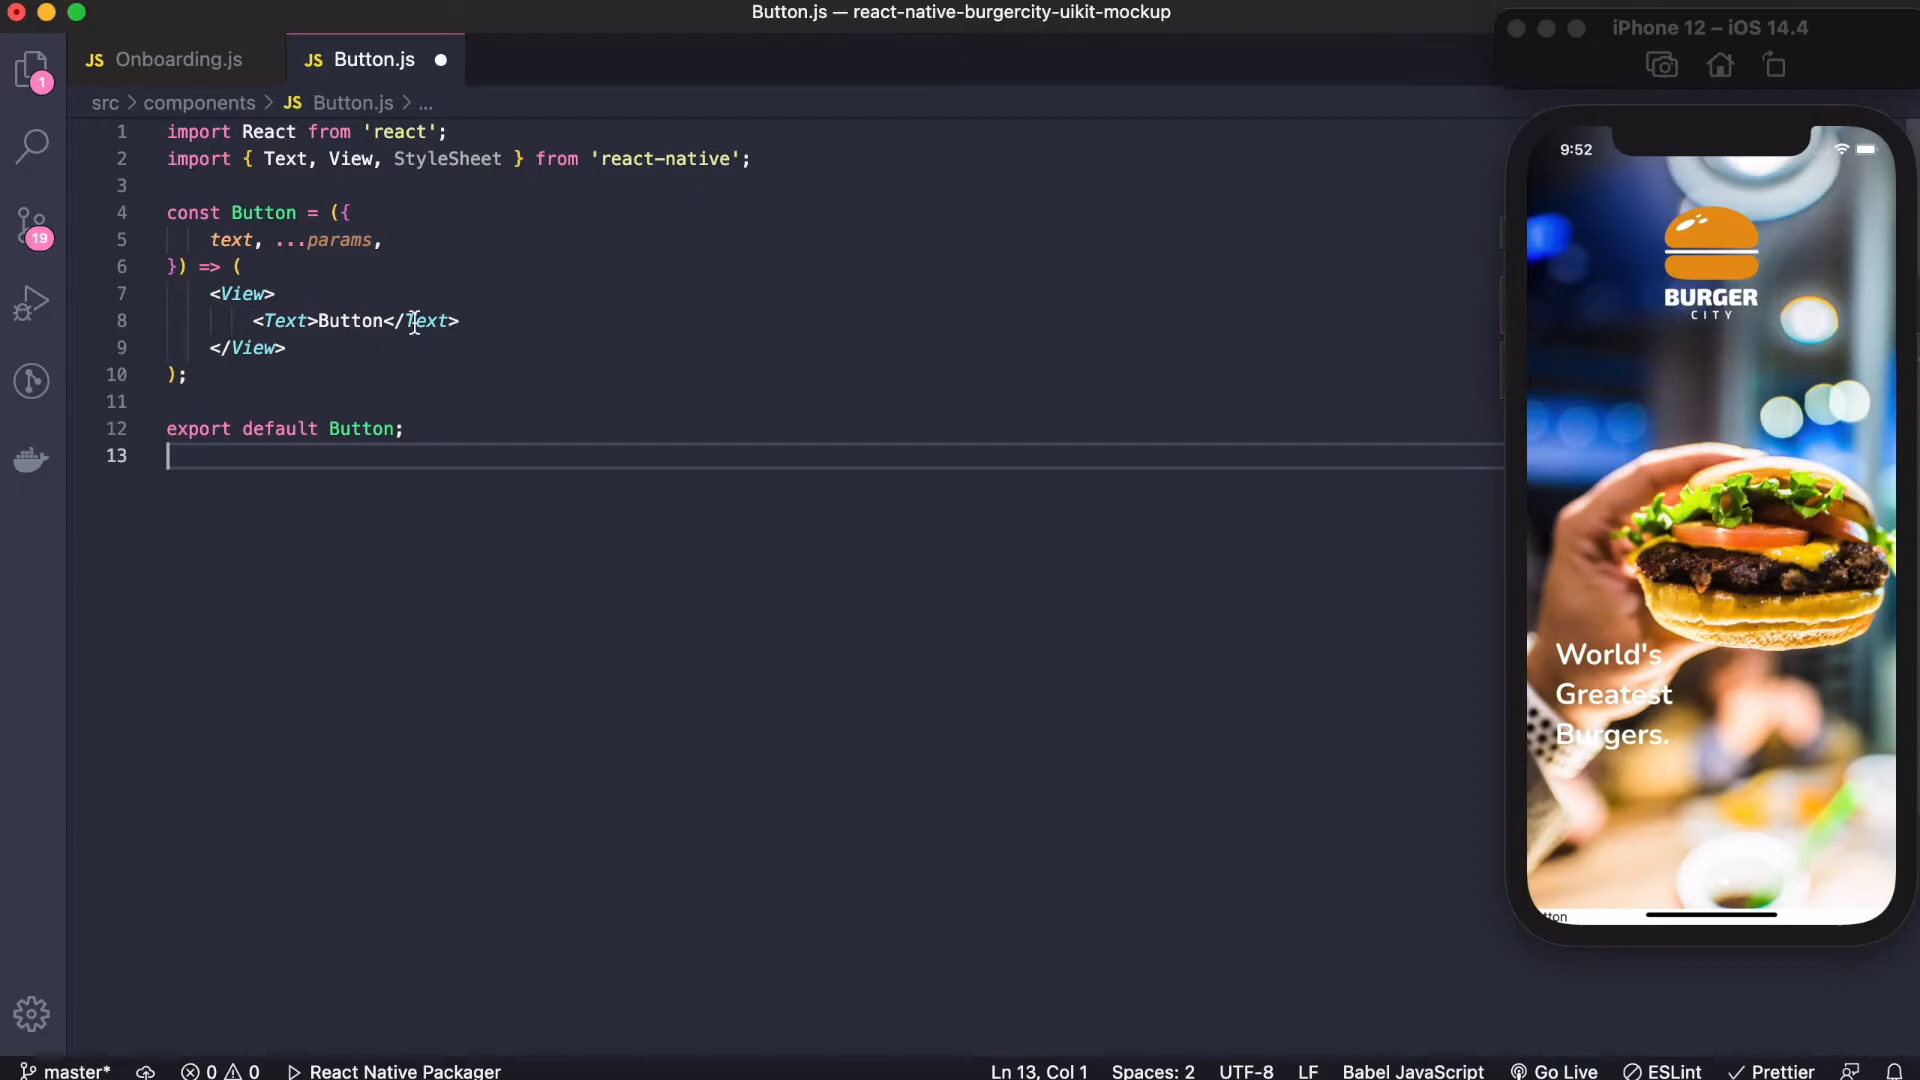 Button.js — react-native-burgercity-uikit-mockup
iPhone 12 – iOS 14.4
JS Onboarding.js
JS Button.js
src > components > JS Button.js > ...
1 import React from 'react';
2 import { Text, View, StyleSheet } from 'react-native';
3
4 const Button = ({
5 text, ...params,
6 }) => (
7 <View>
8 <Text>Button</Text>
9 </View>
10 );
11
12 export default Button;
13
1
19
9:52
BURGER
CITY
World's
Greatest
Burgers.
tton
master*
0 0
React Native Packager
Ln 13, Col 1
Spaces: 2
UTF-8
LF
Babel JavaScript
Go Live
ESLint
Prettier